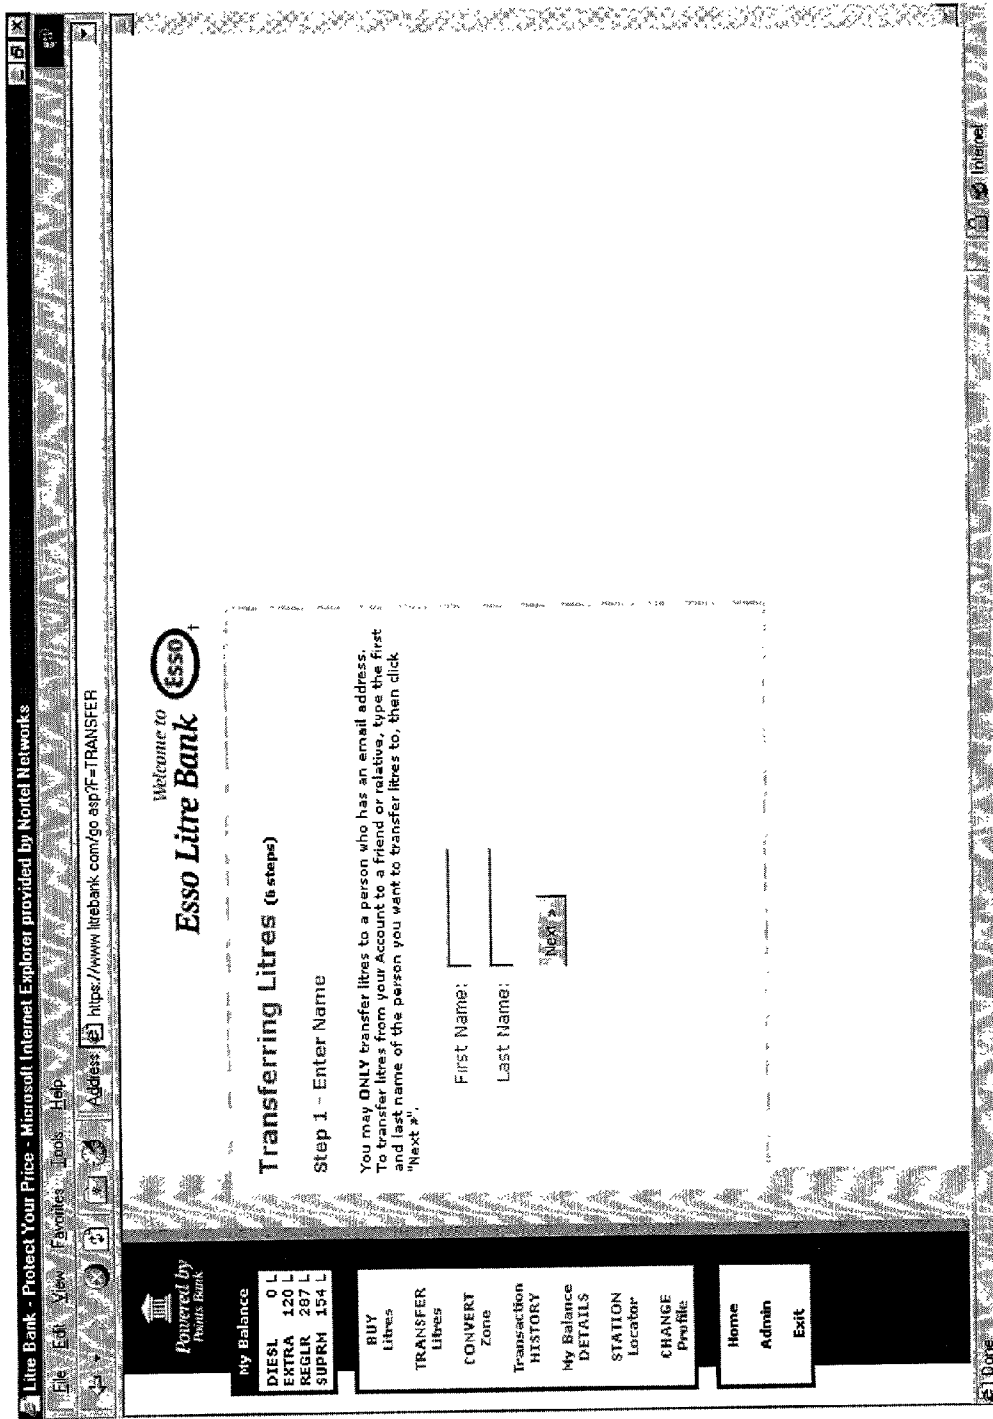 Litre Bank - Protect Your Price - Microsoft Internet Explorer provided by Nortel Networks
File Edit View Favorites Tools Help
Address https://www.litrebank.com/go.asp?F=TRANSFER
Powered by
Points Bank
My Balance
DIESL 0 L
EXTRA 120 L
REGLR 287 L
SUPRM 154 L
BUY
Litres
TRANSFER
Litres
CONVERT
Zone
Transaction
HISTORY
My Balance
DETAILS
STATION
Locator
CHANGE
Profile
Home
Admin
Exit
Welcome to
Esso Litre Bank Esso †
Transferring Litres (6 steps)
Step 1 - Enter Name
You may ONLY transfer litres to a person who has an email address.
To transfer litres from your Account to a friend or relative, type the first
and last name of the person you want to transfer litres to, then click
"Next »".
First Name:
Last Name:
Next »
Done
Internet